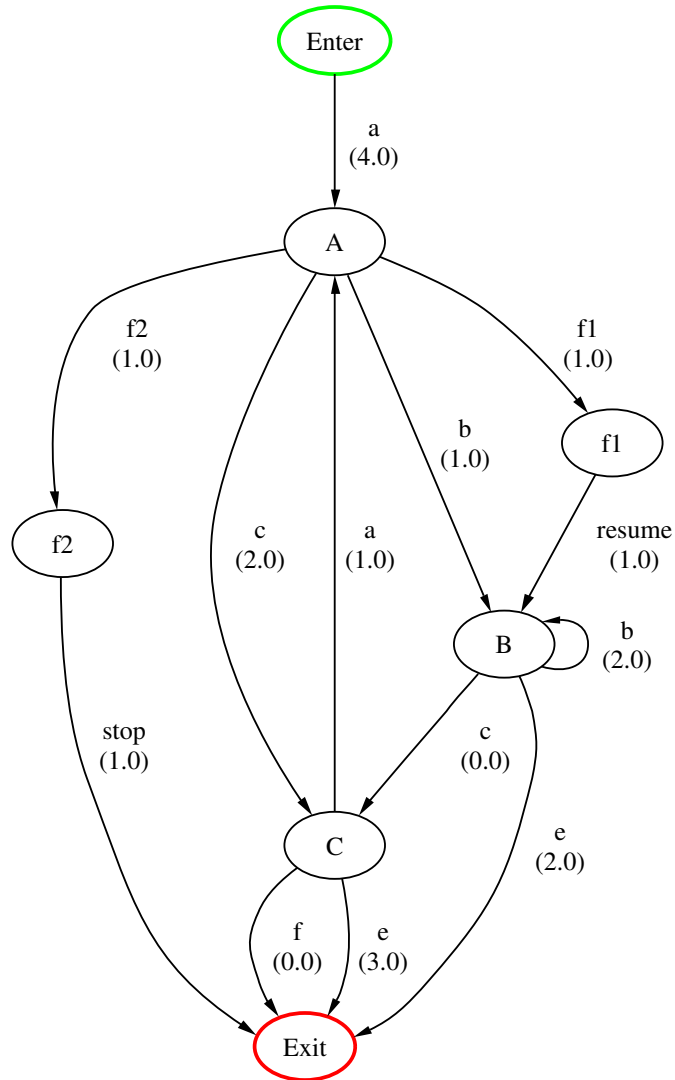 Enter
a
(4.0)
A
f2
(1.0)
f1
(1.0)
b
(1.0)
f1
c
(2.0)
a
(1.0)
resume
(1.0)
f2
B
b
(2.0)
stop
(1.0)
c
(0.0)
e
(2.0)
C
f
(0.0)
e
(3.0)
Exit